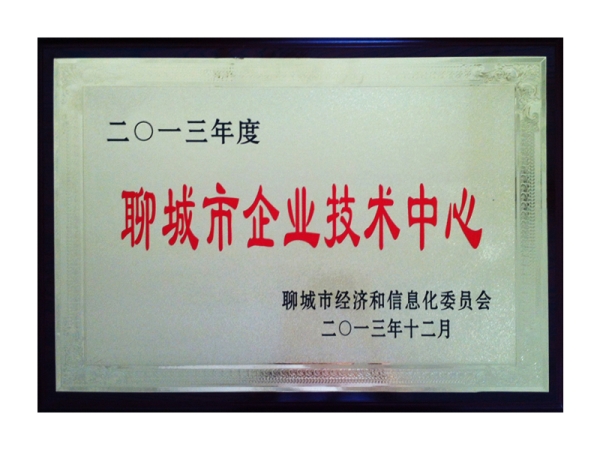 二〇一三年度
聊城市企业技术中心
聊城市经济和信息化委员会
二〇一三年十二月